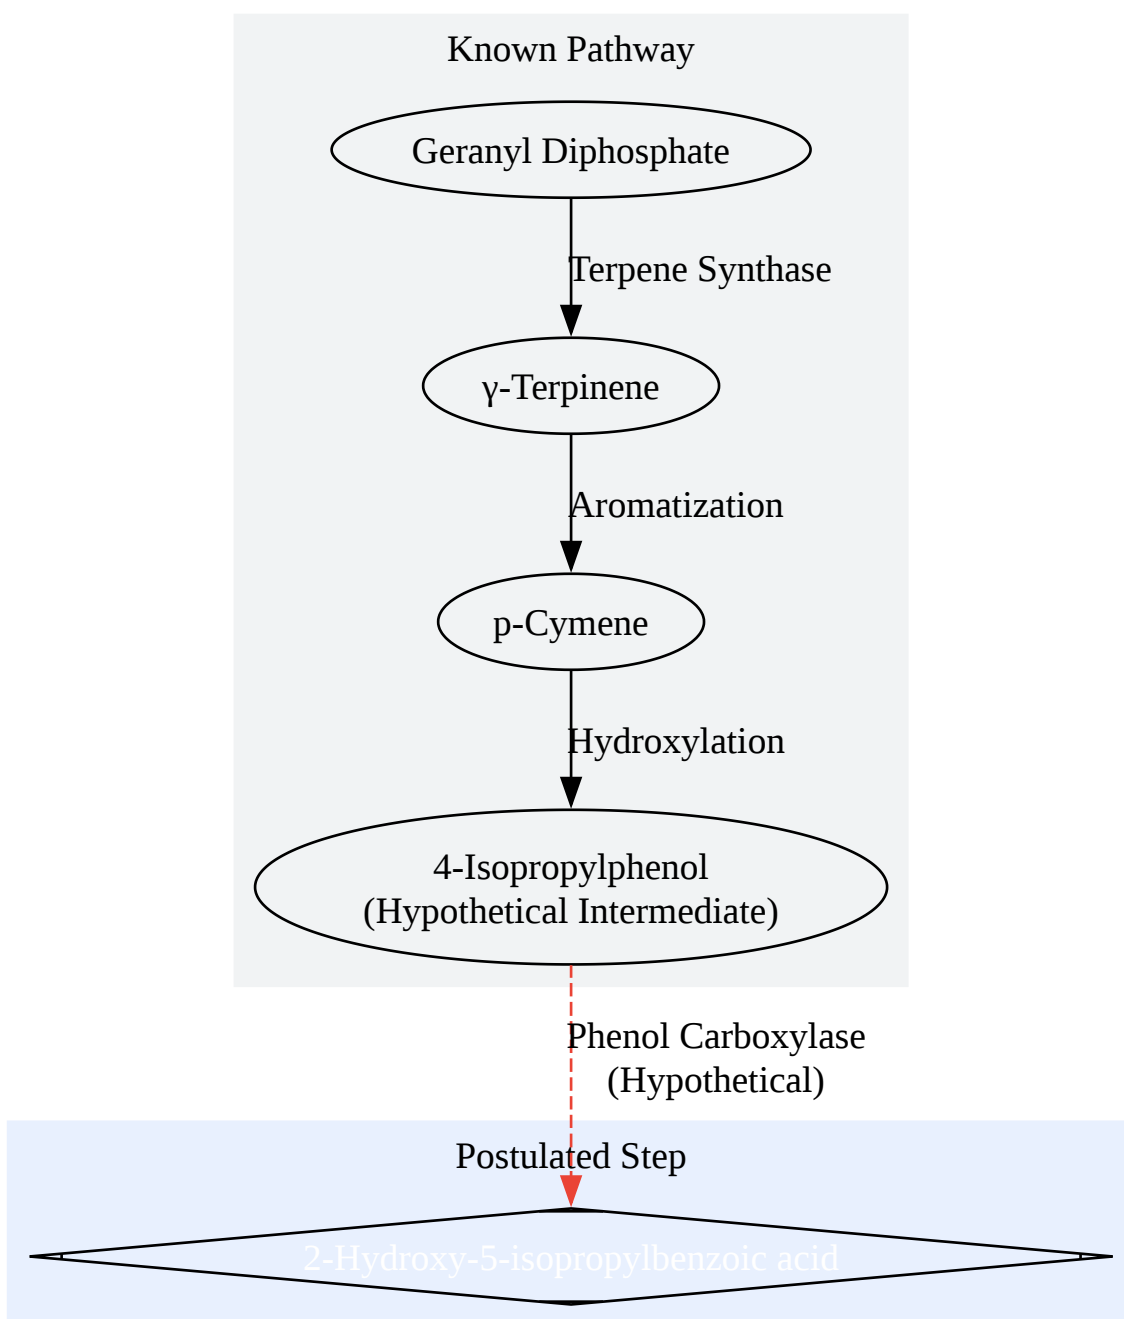 Known Pathway
Geranyl Diphosphate
Terpene Synthase
γ-Terpinene
Aromatization
p-Cymene
Hydroxylation
4-Isopropylphenol
(Hypothetical Intermediate)
Phenol Carboxylase
(Hypothetical)
Postulated Step
2-Hydroxy-5-isopropylbenzoic acid